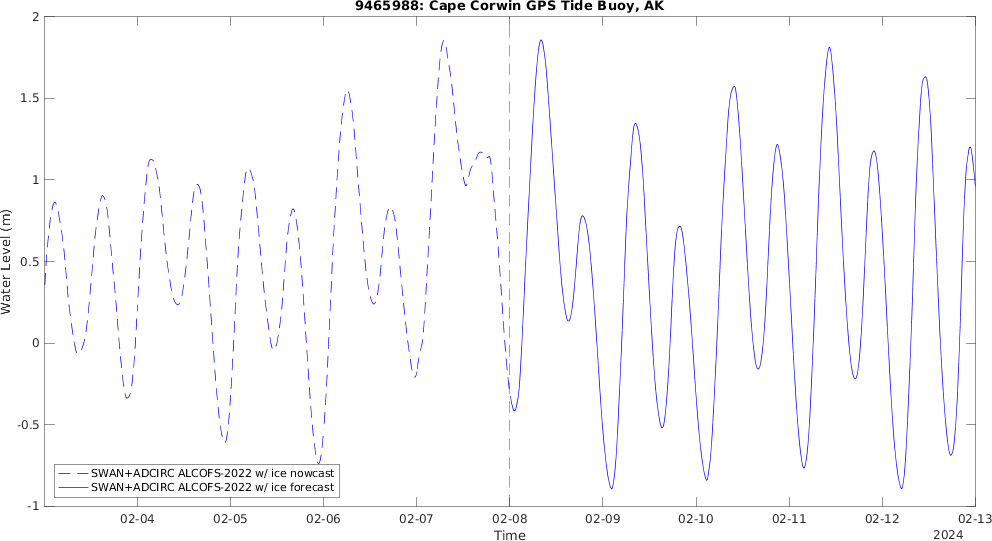 9465988: Cape Corwin GPS Tide Buoy, AK
2
1.5
1
0.5
0
-0.5
-1
Water Level (m)
SWAN+ADCIRC ALCOFS-2022 w/ ice nowcast
SWAN+ADCIRC ALCOFS-2022 w/ ice forecast
02-04 02-05 02-06 02-07 02-08 02-09 02-10 02-11 02-12 02-13
Time
2024